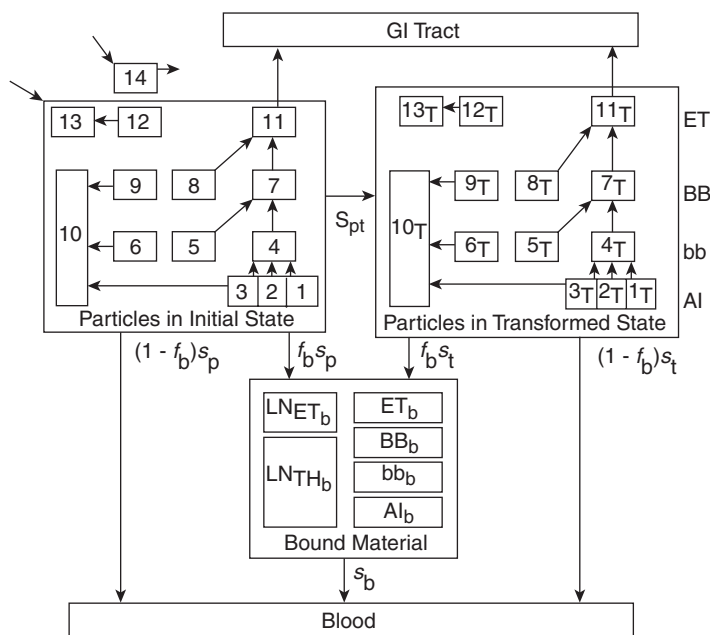 GI Tract
14
13 12 11
13T 12T 11T ET
9 8 7
9T 8T 7T BB
10
Spt
10T
6 5 4
6T 5T 4T bb
3 2 1
3T 2T 1T AI
Particles in Initial State
Particles in Transformed State
(1 - fb)sp fbsp fbst (1 - fb)st
LNETb ETb
BBb
LNTHb bbb
AIb
Bound Material
sb
Blood